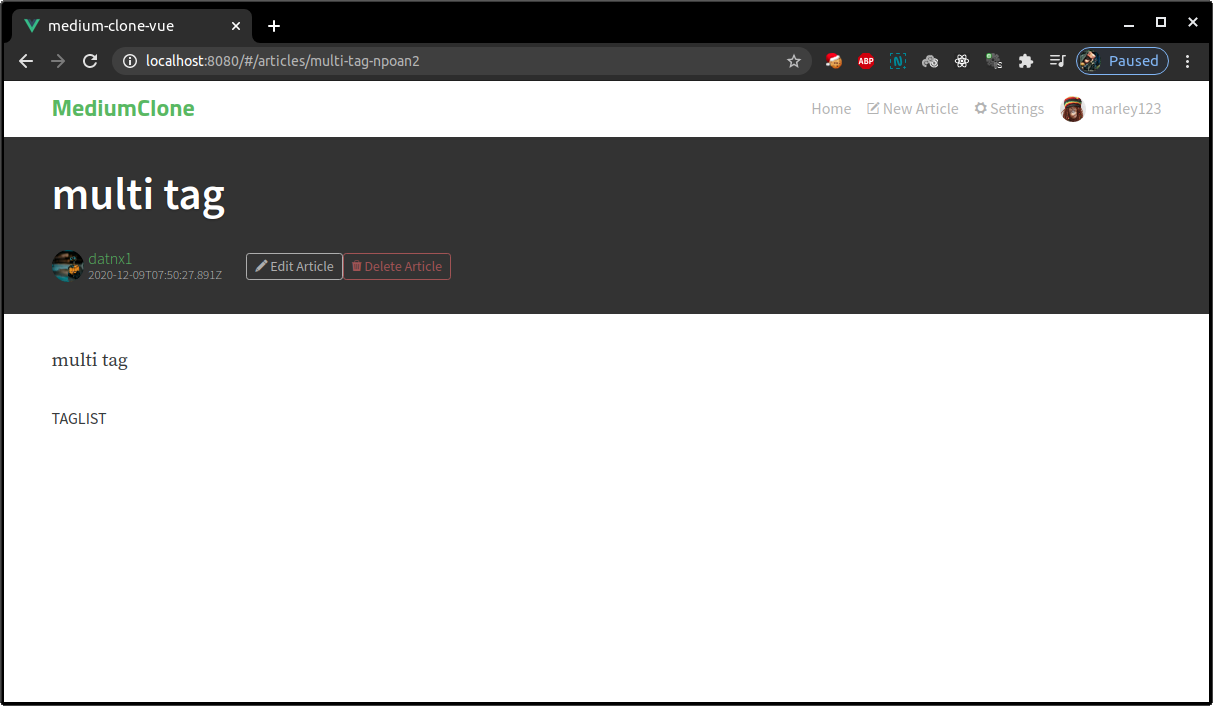 medium-clone-vue
localhost:8080/#/articles/multi-tag-npoan2
ABP
N
Paused
MediumClone
Home
New Article
Settings
marley123
multi tag
datnx1
2020-12-09T07:50:27.891Z
Edit Article
Delete Article
multi tag
TAGLIST